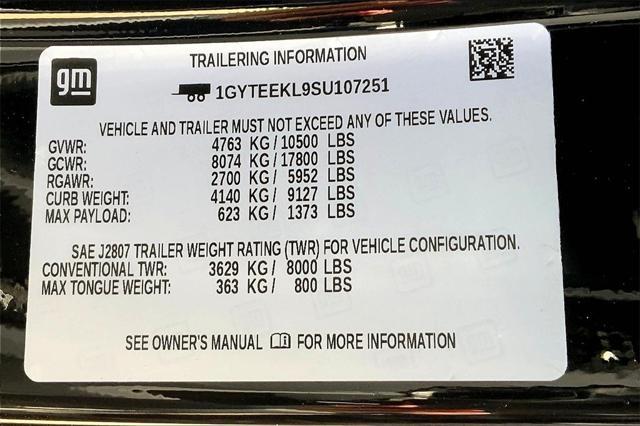 gm
TRAILERING INFORMATION
1GYTEEKL9SU107251
VEHICLE AND TRAILER MUST NOT EXCEED ANY OF THESE VALUES.
GVWR: 4763 KG / 10500 LBS
GCWR: 8074 KG / 17800 LBS
RGAWR: 2700 KG / 5952 LBS
CURB WEIGHT: 4140 KG / 9127 LBS
MAX PAYLOAD: 623 KG / 1373 LBS
SAE J2807 TRAILER WEIGHT RATING (TWR) FOR VEHICLE CONFIGURATION.
CONVENTIONAL TWR: 3629 KG / 8000 LBS
MAX TONGUE WEIGHT: 363 KG / 800 LBS
SEE OWNER'S MANUAL FOR MORE INFORMATION